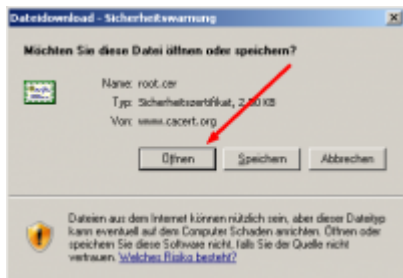 Dateidownload - Sicherheitswarnung
Möchten Sie diese Datei öffnen oder speichern?
Name: root.cer
Typ: Sicherheitszertifikat, KB
Von: www.cacert.org
Öffnen Speichern Abbrechen
Dateien aus dem Internet können nützlich sein, aber dieser Dateityp
kann eventuell auf dem Computer Schaden anrichten. Öffnen oder
speichern Sie diese Software nicht, falls Sie der Quelle nicht
vertrauen. Welches Risiko besteht?